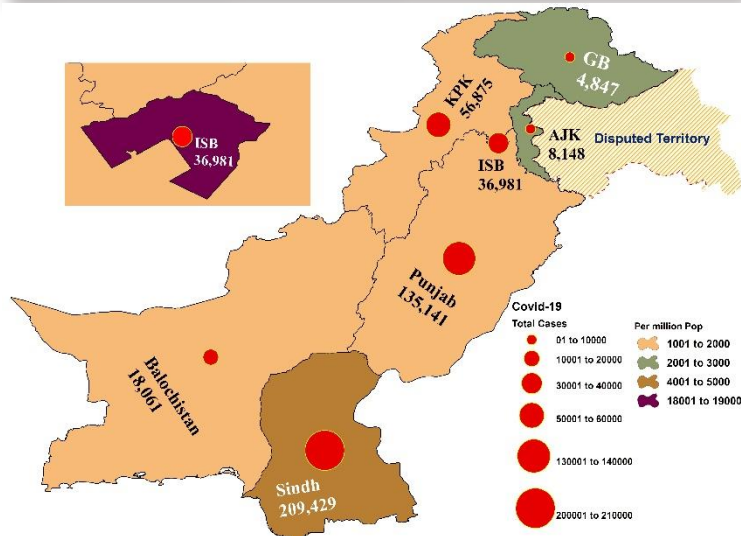 GB
4,847
KPK
56,875
ISB
36,981
AJK
8,148
Disputed Territory
ISB
36,981
Punjab
135,141
Balochistan
18,061
Sindh
209,429
Covid-19
Total Cases
01 to 10000
10001 to 20000
30001 to 40000
50001 to 60000
130001 to 140000
200001 to 210000
Per million Pop
1001 to 2000
2001 to 3000
4001 to 5000
18001 to 19000